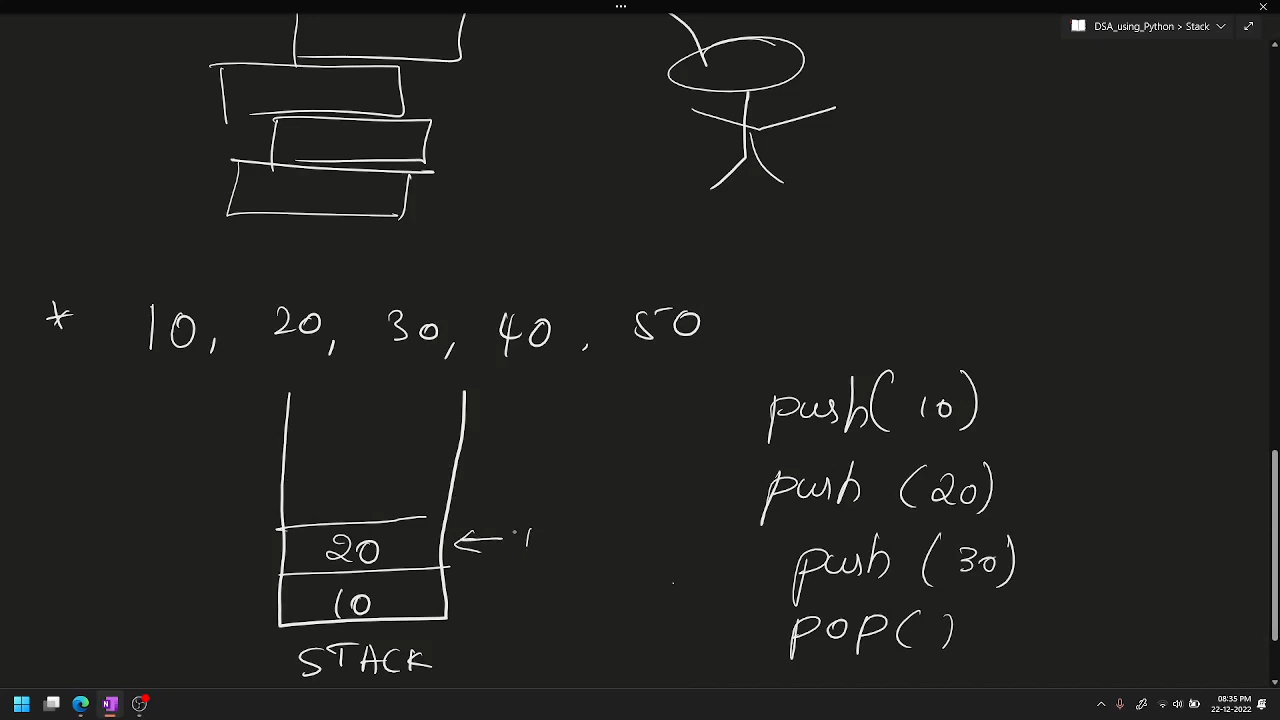 DSA_using_Python > Stack
* 10, 20, 30, 40, 50
push(10)
push (20)
20
push (30)
10
pop( )
STACK
08:35 PM
22-12-2022